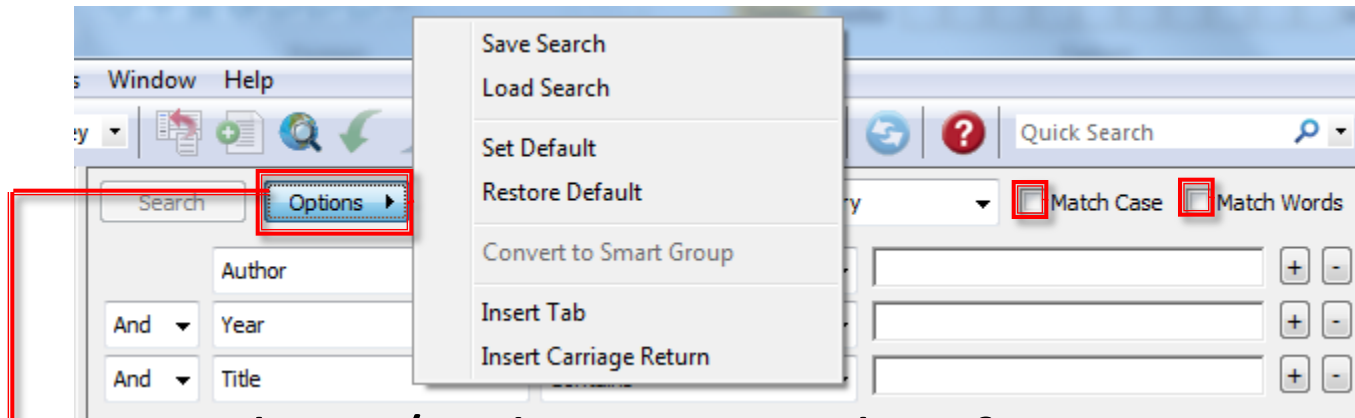 Save Search
Load Search
Set Default
Restore Default
Convert to Smart Group
Insert Tab
Insert Carriage Return
Window Help
Quick Search
Search Options Match Case Match Words
Author + -
And Year + -
And Title + -